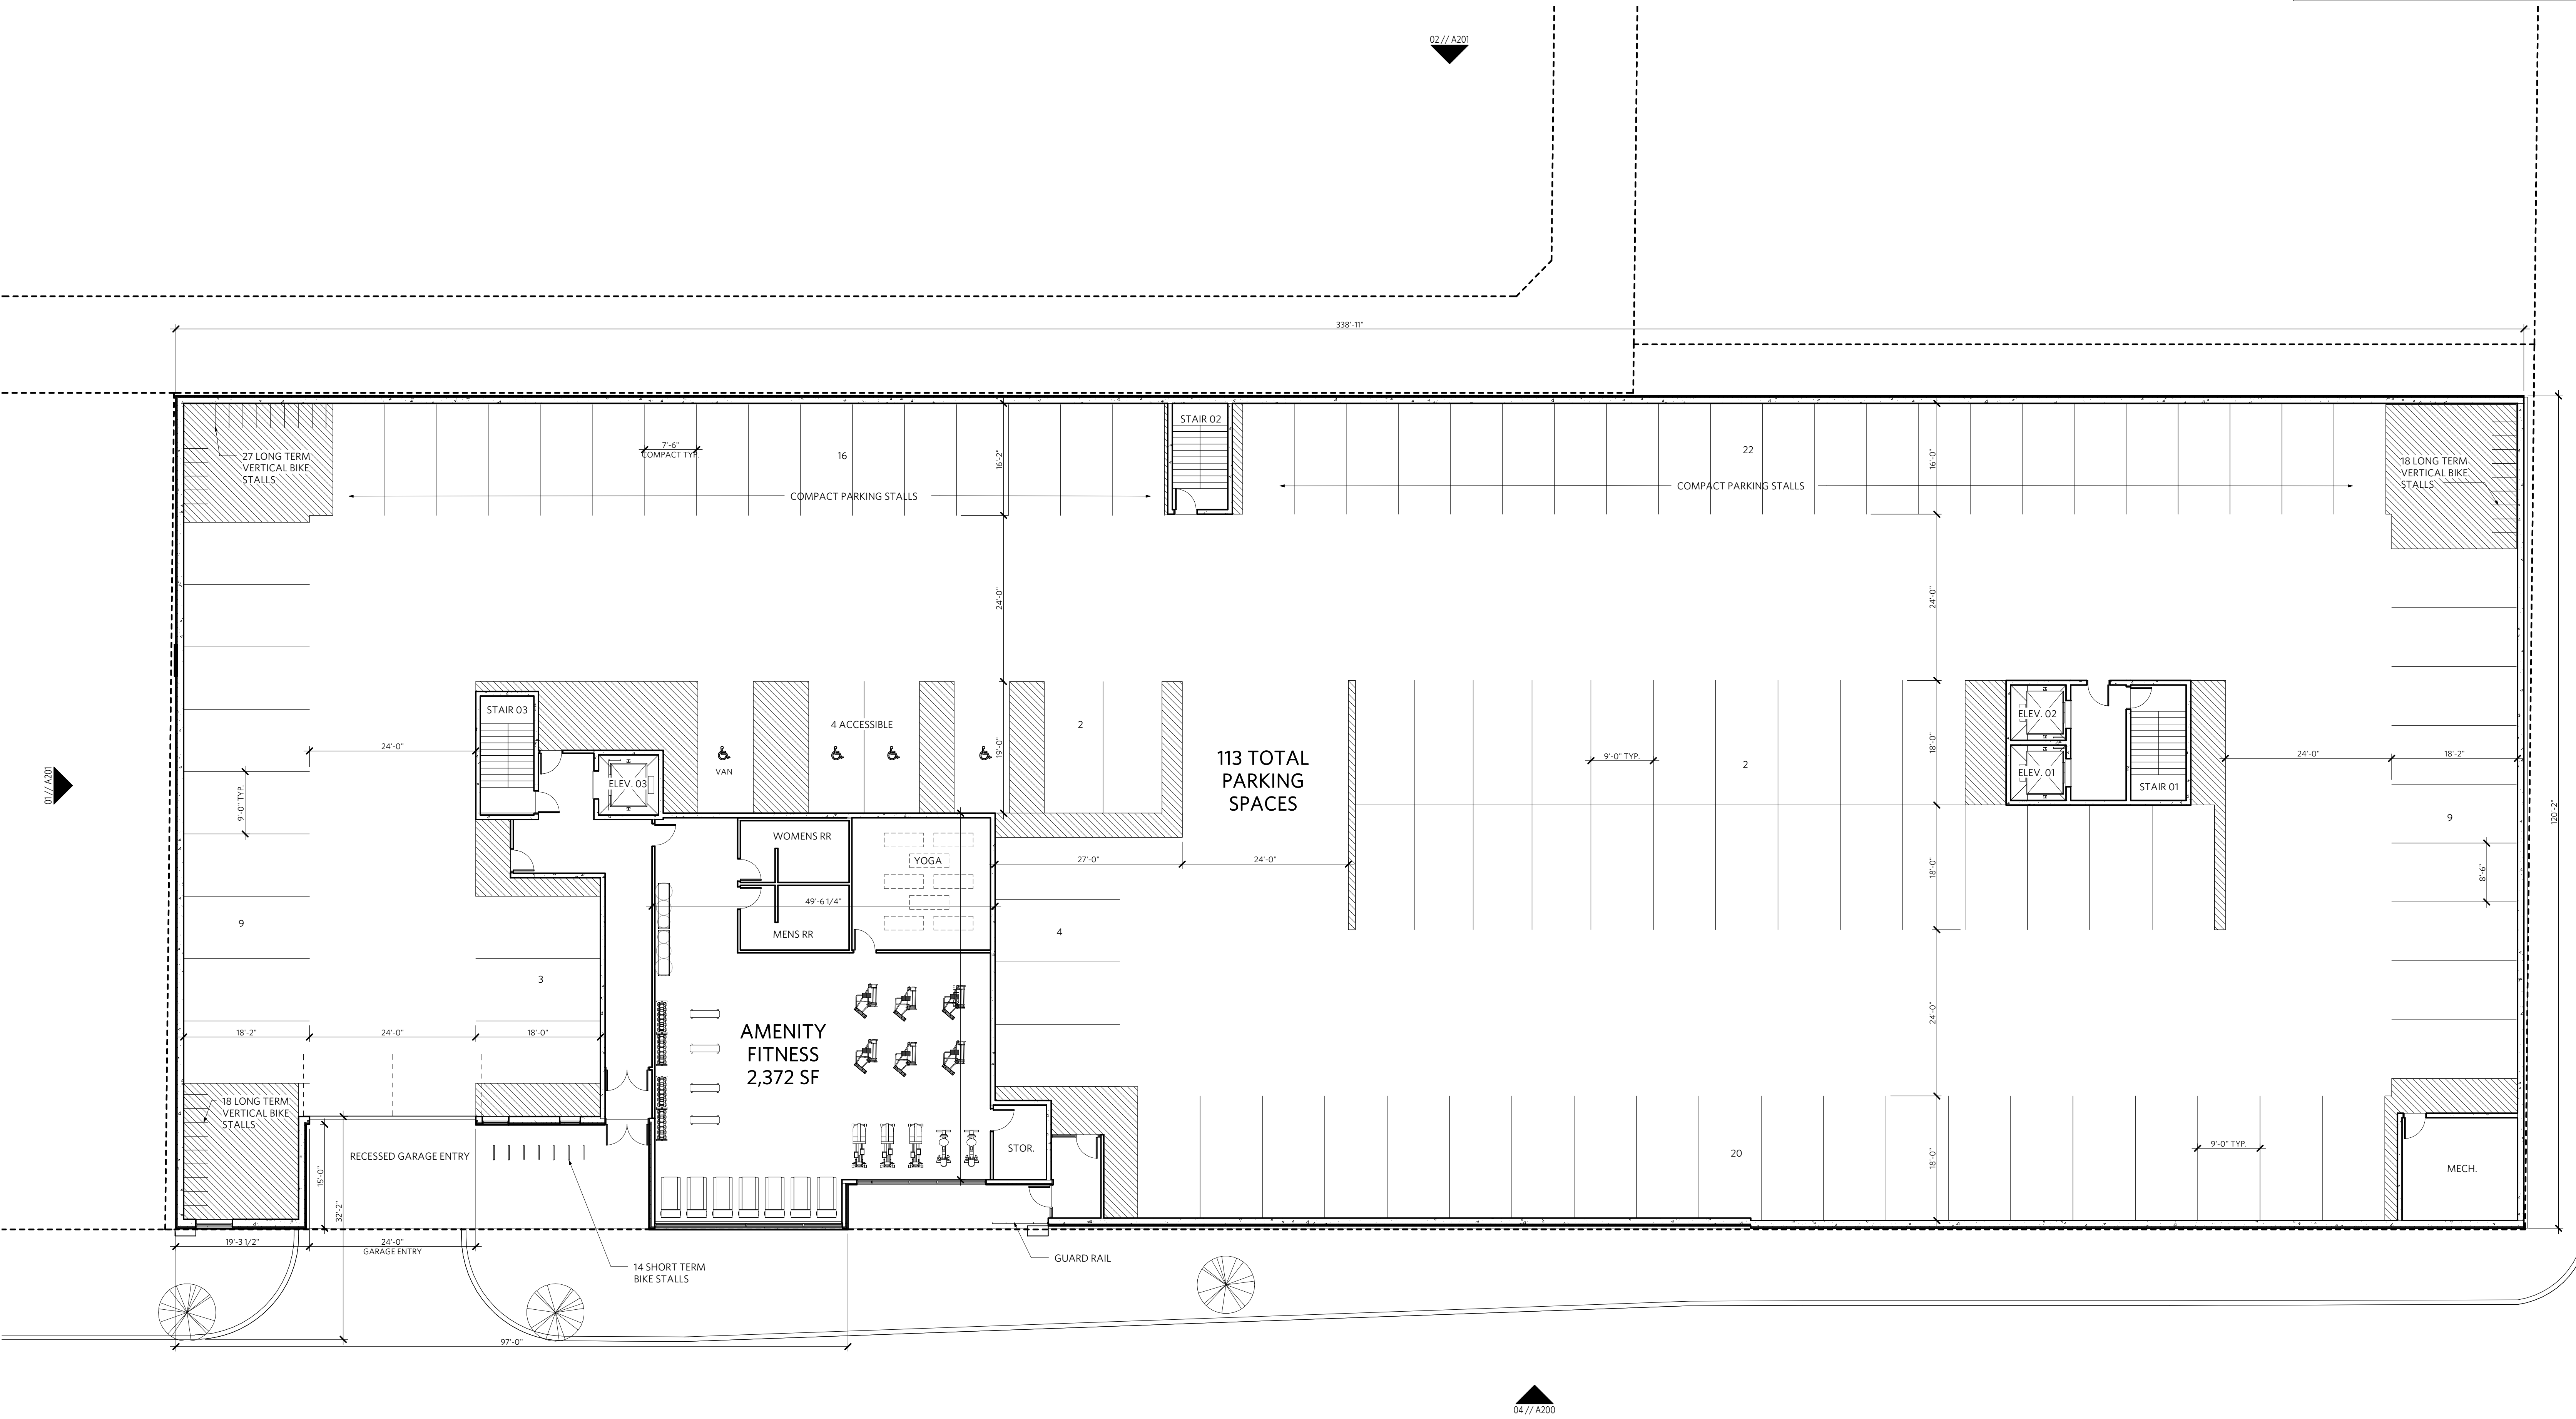 02 // A201
338'-11"
STAIR 02
7'-6"
COMPACT TYP.
16
16'-2"
22
16'-0"
27 LONG TERM
VERTICAL BIKE
STALLS
18 LONG TERM
VERTICAL BIKE
STALLS
COMPACT PARKING STALLS
COMPACT PARKING STALLS
24'-0"
24'-0"
STAIR 03
4 ACCESSIBLE
2
ELEV. 02
24'-0"
19'-0"
18'-0"
113 TOTAL
PARKING
SPACES
9'-0" TYP.
2
24'-0"
18'-2"
VAN
ELEV. 03
ELEV. 01
STAIR 01
01 // A201
9'-0" TYP.
9
120'-2"
WOMENS RR
YOGA
27'-0"
24'-0"
18'-0"
8'-6"
49'-6 1/4"
9
MENS RR
4
3
24'-0"
18'-2"
24'-0"
18'-0"
AMENITY
FITNESS
2,372 SF
18 LONG TERM
VERTICAL BIKE
STALLS
RECESSED GARAGE ENTRY
STOR.
20
18'-0"
9'-0" TYP.
MECH.
15'-0"
32'-2"
19'-3 1/2"
24'-0"
GARAGE ENTRY
GUARD RAIL
14 SHORT TERM
BIKE STALLS
97'-0"
04 // A200